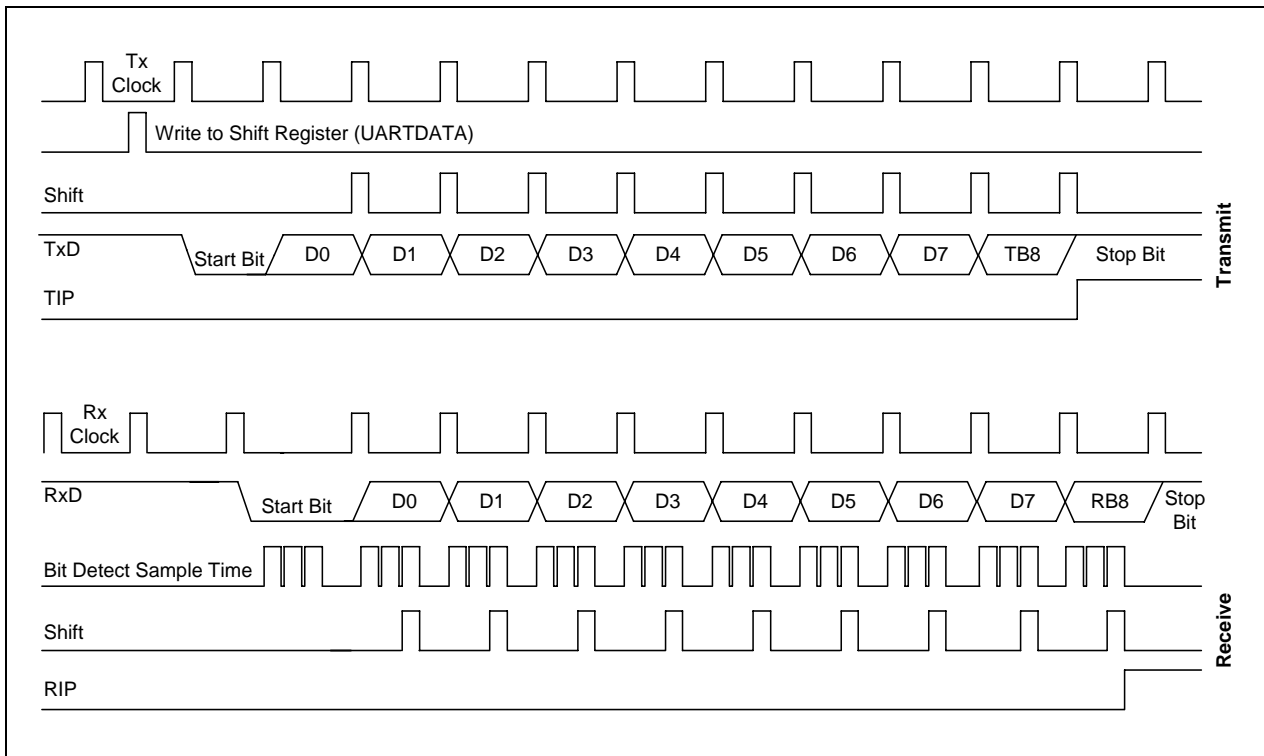 Tx
Clock
Write to Shift Register (UARTDATA)
Shift
TxD
Start Bit D0 D1 D2 D3 D4 D5 D6 D7 TB8 Stop Bit
TIP
Transmit
Rx
Clock
RxD
Start Bit D0 D1 D2 D3 D4 D5 D6 D7 RB8 Stop
Bit
Bit Detect Sample Time
Shift
RIP
Receive